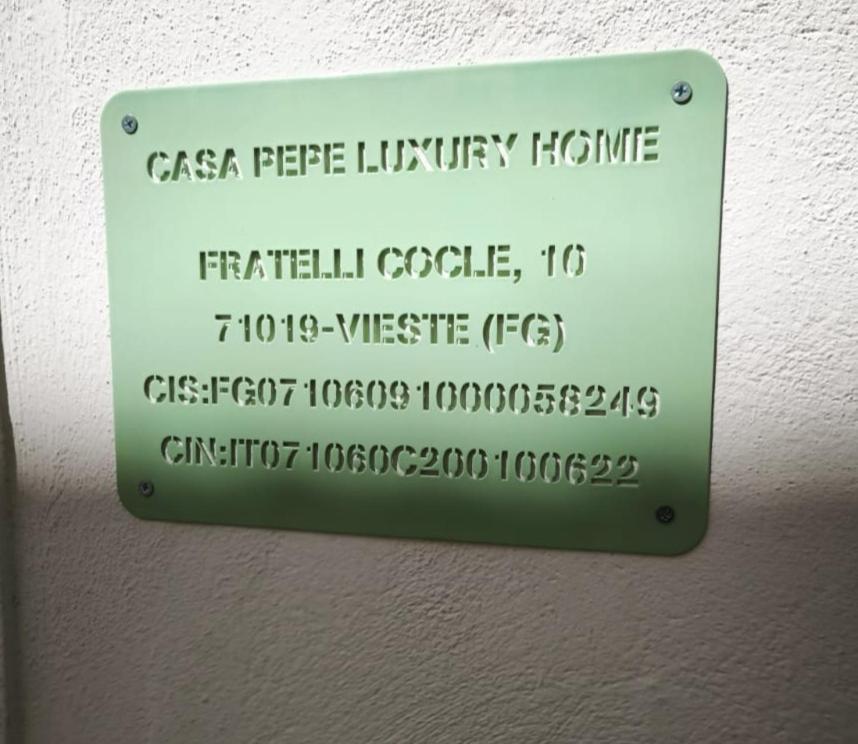 CASA PEPE LUXURY HOME
FRATELLI COCLE, 10
71019-VIESTE (FG)
CIS:FG07106091000058249
CIN:IT071060C200100622